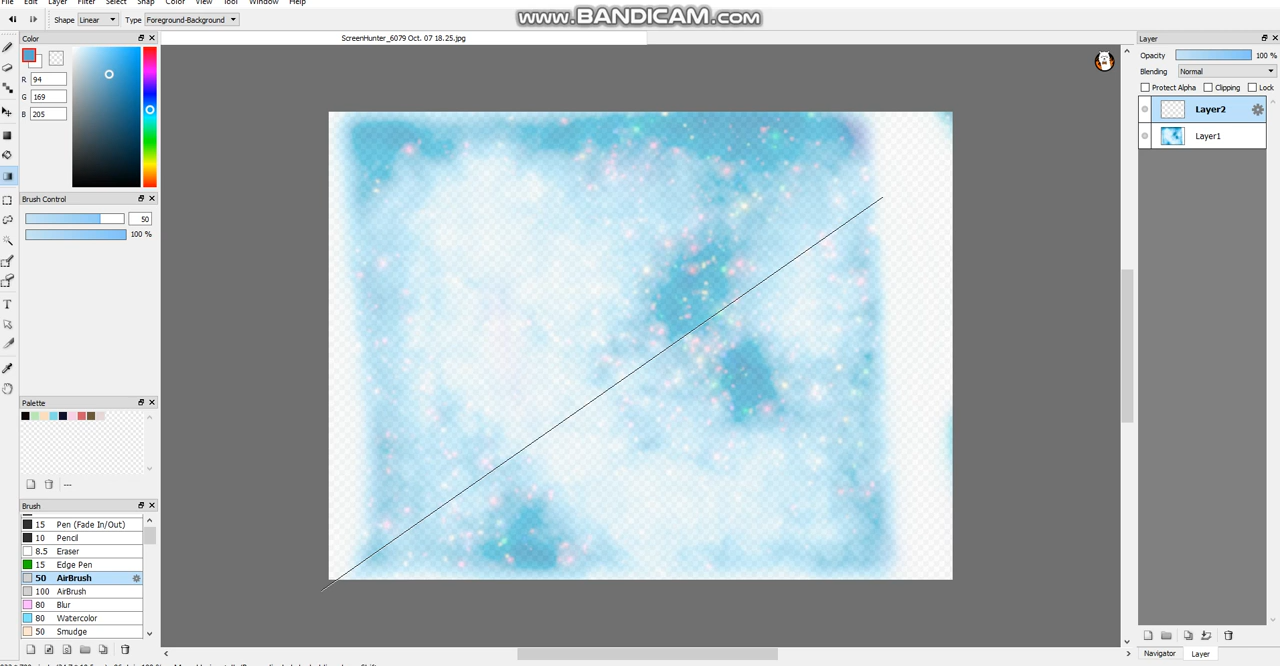 File Edit Layer Filter Select Snap Color View Tool Window Help
www.BANDICAM.com
Shape Linear Type Foreground-Background
ScreenHunter_6079 Oct. 07 18.25.jpg
Color
R 94
G 169
B 205
Brush Control
50
100 %
Palette
---
Brush
15 Pen (Fade In/Out)
10 Pencil
8.5 Eraser
15 Edge Pen
50 AirBrush
100 AirBrush
80 Blur
80 Watercolor
50 Smudge
Layer
Opacity 100 %
Blending Normal
Protect Alpha Clipping Lock
Layer2
Layer1
Navigator Layer